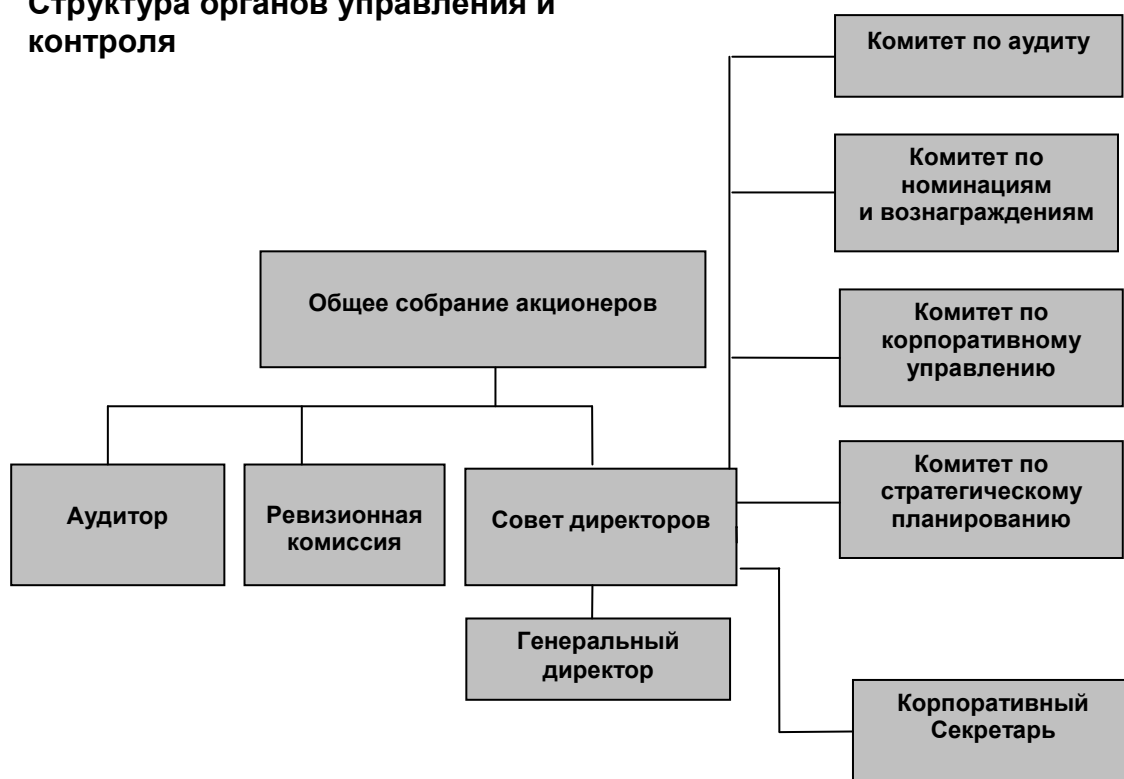 Структура органов управления и
контроля
Комитет по аудиту
Комитет по
номинациям
и вознаграждениям
Общее собрание акционеров
Комитет по
корпоративному
управлению
Аудитор
Ревизионная
комиссия
Совет директоров
Комитет по
стратегическому
планированию
Генеральный
директор
Корпоративный
Секретарь